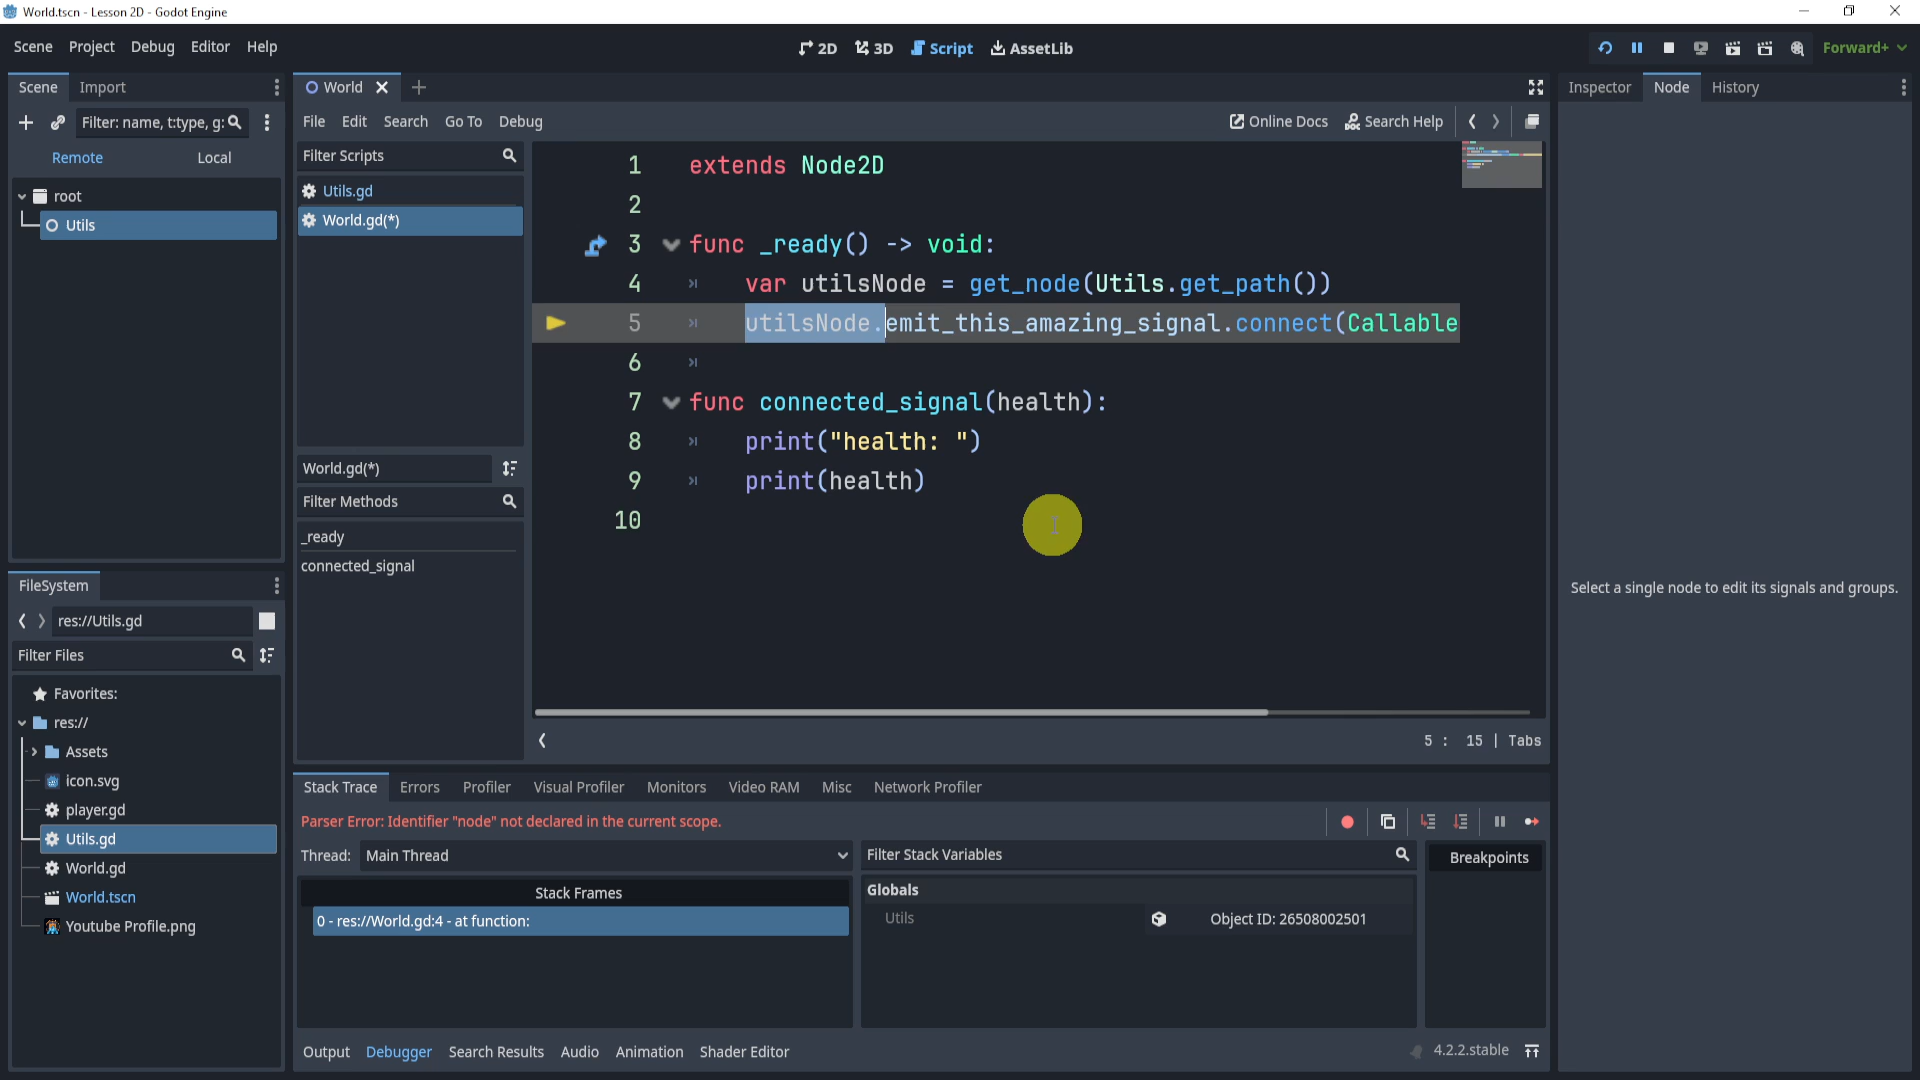 World.tscn - Lesson 2D - Godot Engine
Scene Project Debug Editor Help
2D 3D Script AssetLib
Forward+
Scene Import
Filter: name, t:type, g:
Remote Local
root
Utils
FileSystem
res://Utils.gd
Filter Files
Favorites:
res://
Assets
icon.svg
player.gd
Utils.gd
World.gd
World.tscn
Youtube Profile.png
World
File Edit Search Go To Debug
Online Docs Search Help
Filter Scripts
Utils.gd
World.gd(*)
World.gd(*)
Filter Methods
_ready
connected_signal
1 extends Node2D
2
3 func _ready() -> void:
4 var utilsNode = get_node(Utils.get_path())
5 utilsNode.emit_this_amazing_signal.connect(Callable
6
7 func connected_signal(health):
8 print("health: ")
9 print(health)
10
5 : 15 | Tabs
Stack Trace Errors Profiler Visual Profiler Monitors Video RAM Misc Network Profiler
Parser Error: Identifier "node" not declared in the current scope.
Thread: Main Thread
Stack Frames
0 - res://World.gd:4 - at function:
Filter Stack Variables
Globals
Utils Object ID: 26508002501
Breakpoints
Output Debugger Search Results Audio Animation Shader Editor
4.2.2.stable
Inspector Node History
Select a single node to edit its signals and groups.